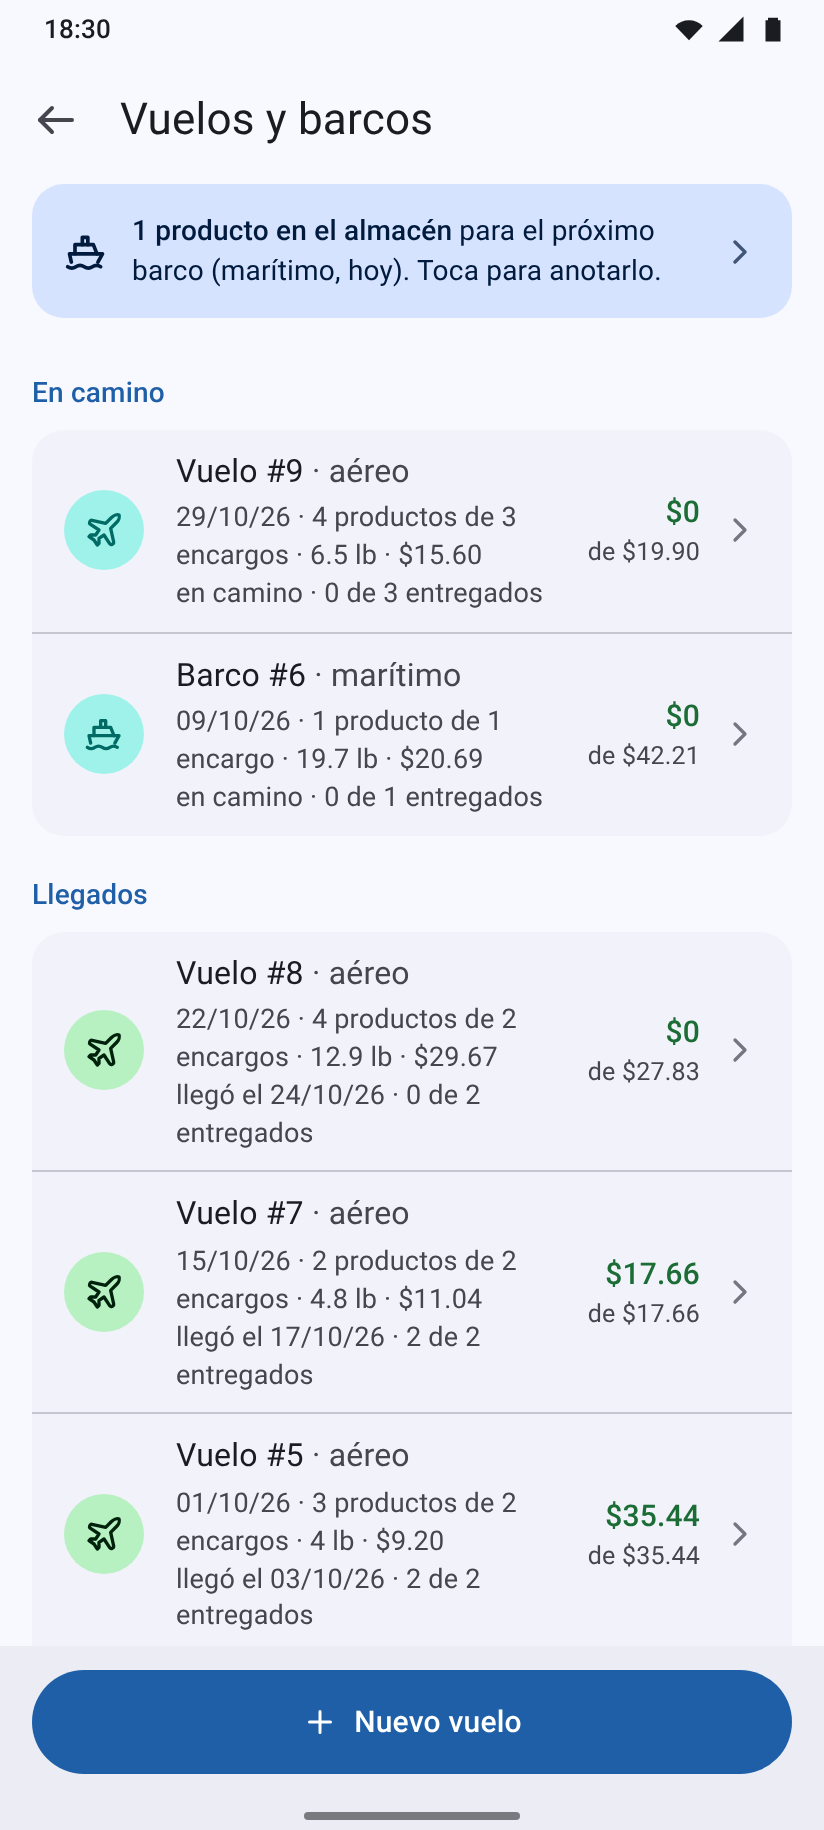 18:30
Vuelos y barcos
1 producto en el almacén para el próximo
barco (marítimo, hoy). Toca para anotarlo.
En camino
Vuelo #9 · aéreo
29/10/26 · 4 productos de 3
encargos · 6.5 lb · $15.60
en camino · 0 de 3 entregados
$0
de $19.90
Barco #6 · marítimo
09/10/26 · 1 producto de 1
encargo · 19.7 lb · $20.69
en camino · 0 de 1 entregados
$0
de $42.21
Llegados
Vuelo #8 · aéreo
22/10/26 · 4 productos de 2
encargos · 12.9 lb · $29.67
llegó el 24/10/26 · 0 de 2
entregados
$0
de $27.83
Vuelo #7 · aéreo
15/10/26 · 2 productos de 2
encargos · 4.8 lb · $11.04
llegó el 17/10/26 · 2 de 2
entregados
$17.66
de $17.66
Vuelo #5 · aéreo
01/10/26 · 3 productos de 2
encargos · 4 lb · $9.20
llegó el 03/10/26 · 2 de 2
entregados
$35.44
de $35.44
+ Nuevo vuelo